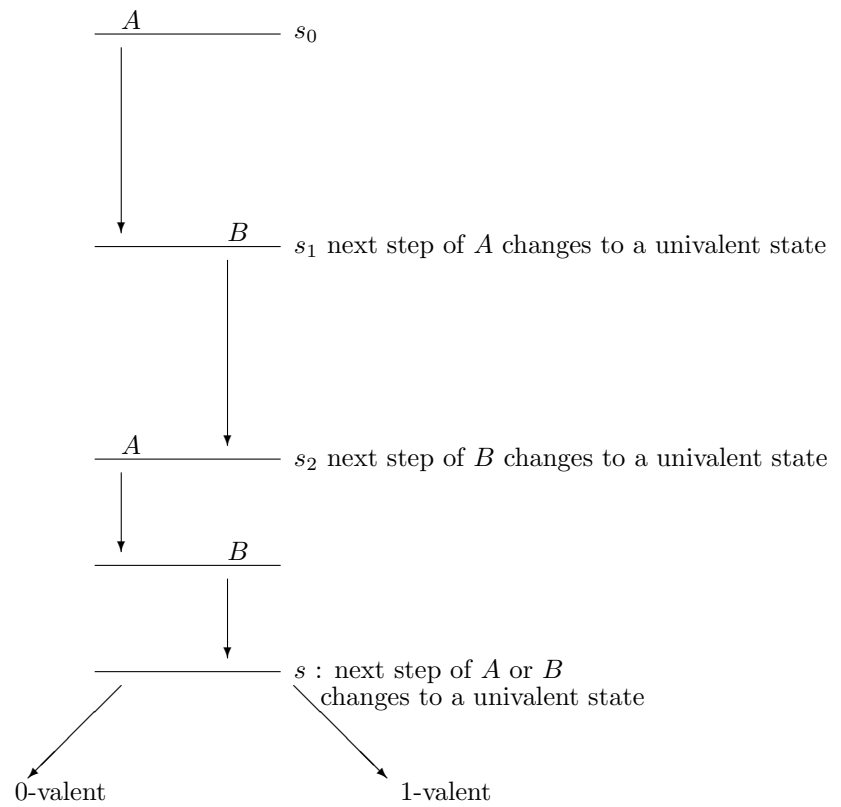 A
s₀
B
s₁ next step of A changes to a univalent state
A
s₂ next step of B changes to a univalent state
B
s : next step of A or B
changes to a univalent state
0-valent
1-valent